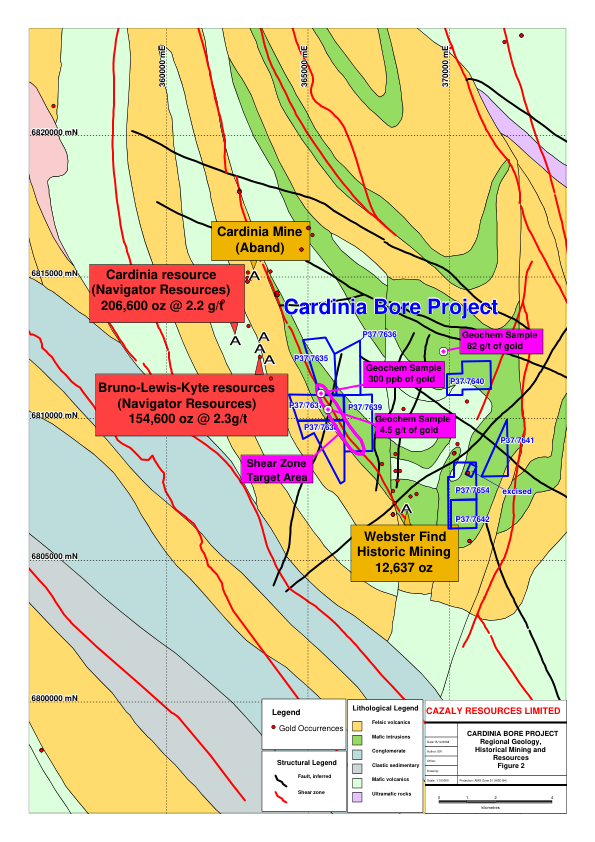 360000 mE
365000 mE
370000 mE
6820000 mN
Cardinia Mine
(Aband)
6815000 mN
Cardinia resource
(Navigator Resources)
206,600 oz @ 2.2 g/t
Cardinia Bore Project
P37/7636
Geochem Sample
82 g/t of gold
P37/7635
Geochem Sample
300 ppb of gold
P37/7640
Bruno-Lewis-Kyte resources
(Navigator Resources)
154,600 oz @ 2.3g/t
P37/7639
6810000 mN
Geochem Sample
4.5 g/t of gold
P37/7641
Shear Zone
Target Area
P37/7654
excised
P37/7642
Webster Find
Historic Mining
12,637 oz
6805000 mN
6800000 mN
Legend
Gold Occurrences
Structural Legend
Fault, inferred
Shear zone
Lithological Legend
Felsic volcanics
Mafic intrusions
Conglomerate
Clastic sedimentary
Mafic volcanics
Ultramafic rocks
CAZALY RESOURCES LIMITED
CARDINIA BORE PROJECT
Regional Geology,
Historical Mining and
Resources
Figure 2
0 1 2 4
kilometres